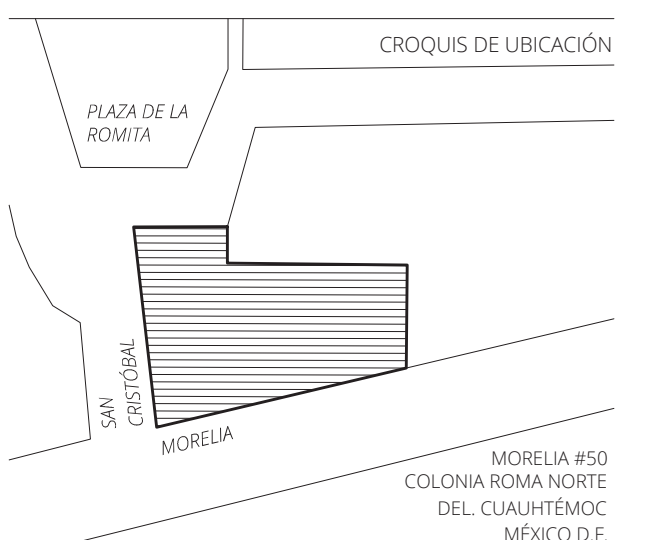 CROQUIS DE UBICACIÓN
PLAZA DE LA
ROMITA
SAN
CRISTÓBAL
MORELIA
MORELIA #50
COLONIA ROMA NORTE
DEL. CUAUHTÉMOC
MÉXICO D.F.